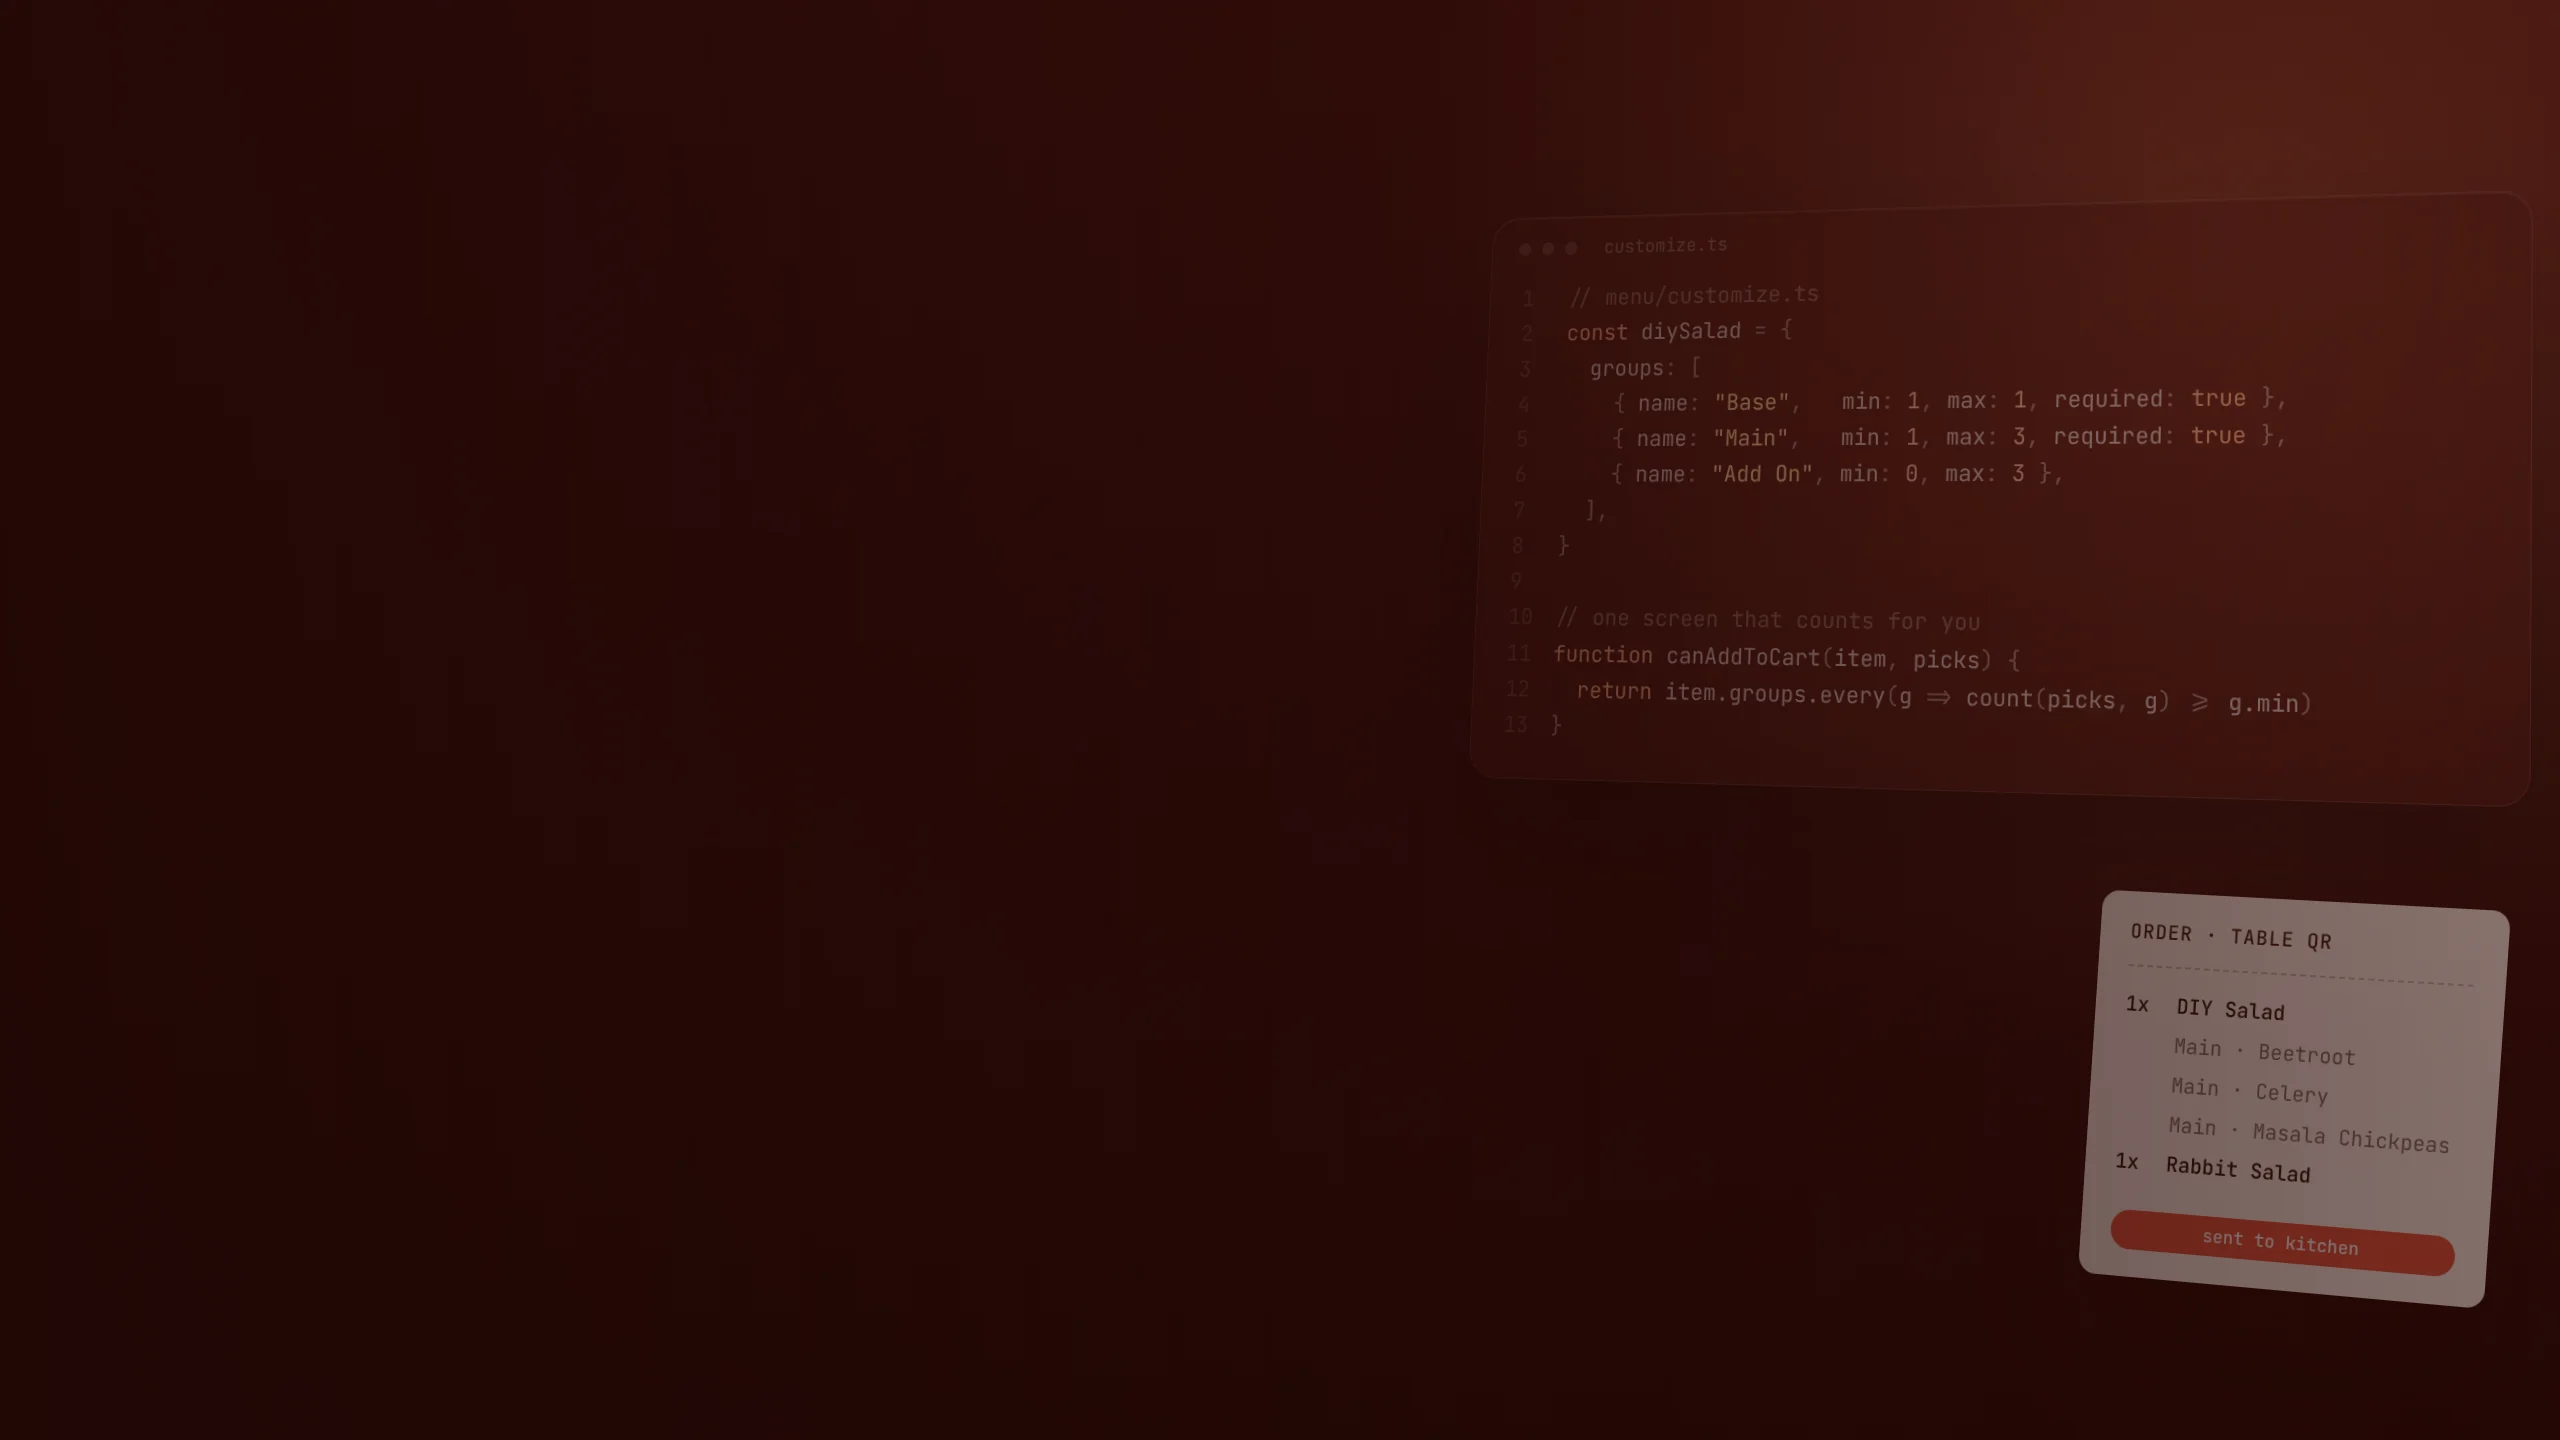 customize.ts
1 // menu/customize.ts
2 const diySalad = {
3 groups: [
4 { name: "Base", min: 1, max: 1, required: true },
5 { name: "Main", min: 1, max: 3, required: true },
6 { name: "Add On", min: 0, max: 3 },
7 ],
8 }
9
10 // one screen that counts for you
11 function canAddToCart(item, picks) {
12 return item.groups.every(g => count(picks, g) >= g.min)
13 }
ORDER · TABLE QR
1x DIY Salad
Main · Beetroot
Main · Celery
Main · Masala Chickpeas
1x Rabbit Salad
sent to kitchen